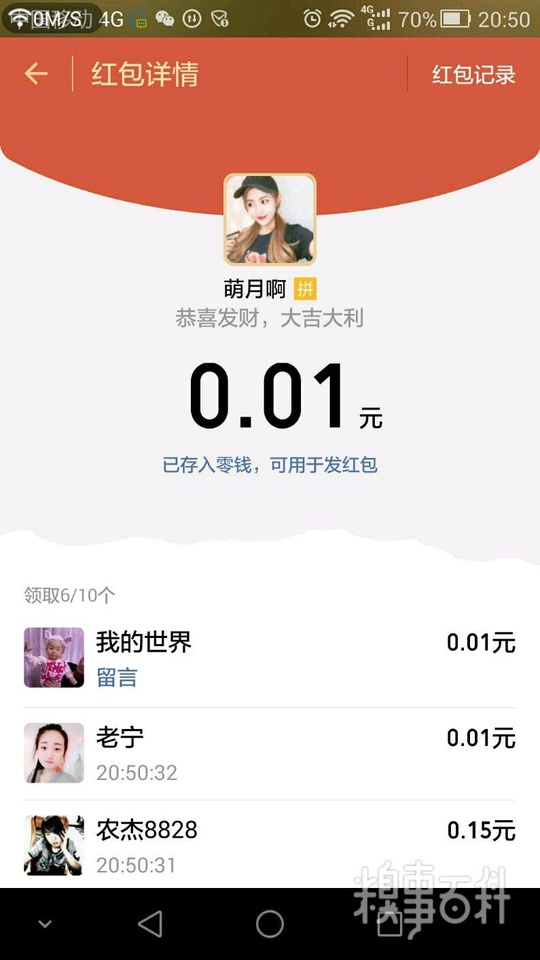 中国移动 0M/S 4G 4G 4G 70% 20:50
红包详情 红包记录
萌月啊 拼
恭喜发财，大吉大利
0.01元
已存入零钱，可用于发红包
领取6/10个
我的世界 0.01元
留言
老宁 0.01元
20:50:32
农杰8828 0.15元
20:50:31
糗事百科